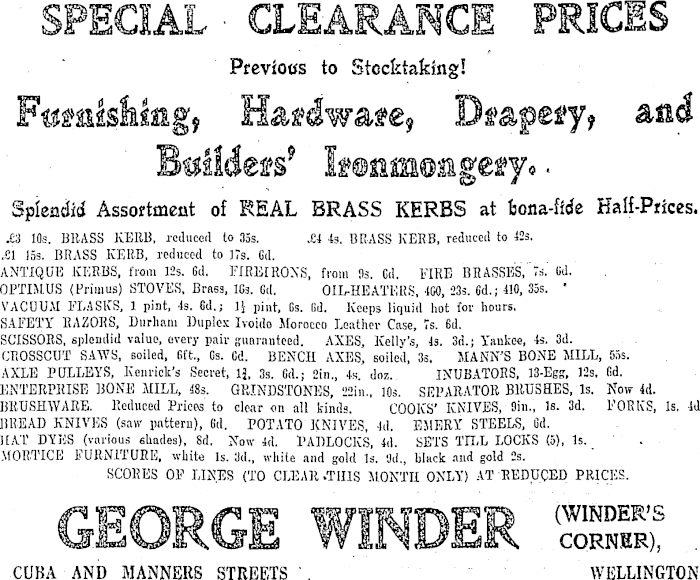 SPECIAL CLEARANCE PRICES
Previous to Stocktaking!
Furnishing, Hardware, Drapery, and
Builders' Ironmongery.
Splendid Assortment of REAL BRASS KERBS at bona-fide Half-Prices.
£3 10s. BRASS KERB, reduced to 35s. £4 4s. BRASS KERB, reduced to 42s.
£1 15s. BRASS KERB, reduced to 17s. 6d.
ANTIQUE KERBS, from 12s. 6d. FIREIRONS, from 9s. 6d. FIRE BRASSES, 7s. 6d.
OPTIMUS (Primus) STOVES, Brass, 16s. 6d. OIL-HEATERS, 400, 23s. 6d.; 410, 35s.
VACUUM FLASKS, 1 pint, 4s. 6d.; 1½ pint, 6s. 6d. Keeps liquid hot for hours.
SAFETY RAZORS, Durham Duplex Ivoido Morocco Leather Case, 7s. 6d.
SCISSORS, splendid value, every pair guaranteed. AXES, Kelly's, 4s. 3d.; Yankee, 4s. 3d.
CROSSCUT SAWS, soiled, 6ft., 6s. 6d. BENCH AXES, soiled, 3s. MANN'S BONE MILL, 55s.
AXLE PULLEYS, Kenrick's Secret, 1¾, 3s. 6d.; 2in., 4s. doz. INUBATORS, 13-Egg, 12s. 6d.
ENTERPRISE BONE MILL, 48s. GRINDSTONES, 22in., 10s. SEPARATOR BRUSHES, 1s. Now 4d.
BRUSHWARE. Reduced Prices to clear on all kinds. COOKS' KNIVES, 9in., 1s. 3d. FORKS, 1s. 4d
BREAD KNIVES (saw pattern), 6d. POTATO KNIVES, 4d. EMERY STEELS, 6d.
HAT DYES (various shades), 8d. Now 4d. PADLOCKS, 4d. SETS TILL LOCKS (5), 1s.
MORTICE FURNITURE, white 1s. 3d., white and gold 1s. 9d., black and gold 2s.
SCORES OF LINES (TO CLEAR THIS MONTH ONLY) AT REDUCED PRICES.
GEORGE WINDER (WINDER'S CORNER),
CUBA AND MANNERS STREETS WELLINGTON